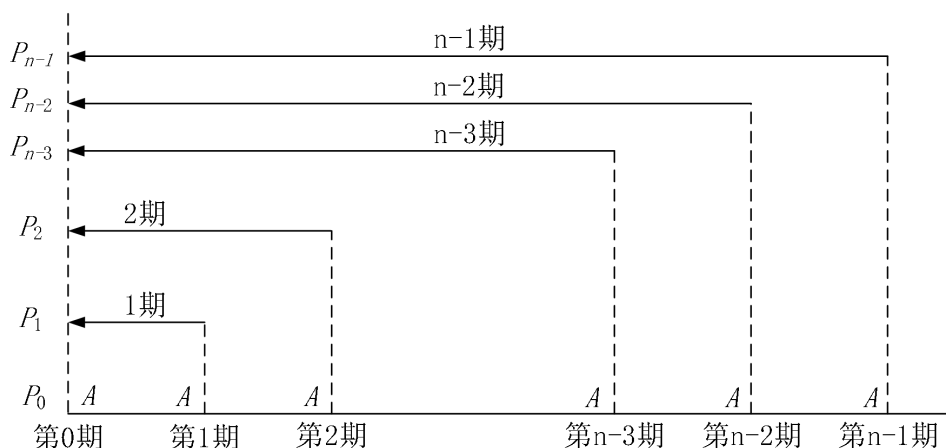 P_{n-1} n-1期
P_{n-2} n-2期
P_{n-3} n-3期
P_2 2期
P_1 1期
P_0 A A A A A A
第0期 第1期 第2期 第n-3期 第n-2期 第n-1期